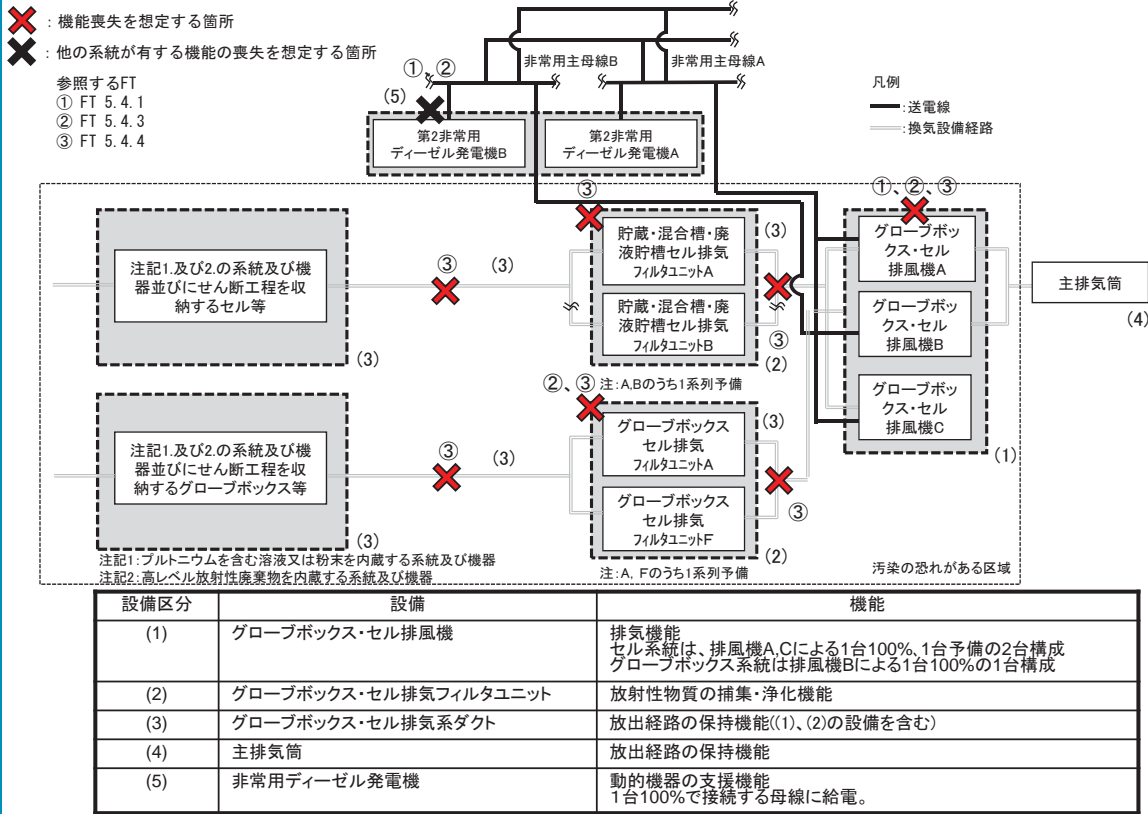 ：機能喪失を想定する箇所
：他の系統が有する機能の喪失を想定する箇所
参照するFT
① FT 5.4.1
② FT 5.4.3
③ FT 5.4.4
①、②
(5)
非常用主母線B
非常用主母線A
凡例
：送電線
：換気設備経路
第2非常用
ディーゼル発電機B
第2非常用
ディーゼル発電機A
注記1.及び2.の系統及び機
器並びにせん断工程を収
納するセル等
(3)
③
(3)
③
貯蔵・混合槽・廃
液貯槽セル排気
フィルタユニットA
(3)
貯蔵・混合槽・廃
液貯槽セル排気
フィルタユニットB
③
(2)
注：A,Bのうち1系列予備
①、②、③
グローブボッ
クス・セル
排風機A
グローブボッ
クス・セル
排風機B
グローブボッ
クス・セル
排風機C
(1)
主排気筒
(4)
注記1.及び2.の系統及び機
器並びにせん断工程を収
納するグローブボックス等
(3)
③
(3)
②、③
グローブボックス
セル排気
フィルタユニットA
(3)
グローブボックス
セル排気
フィルタユニットF
③
(2)
注：A, Fのうち1系列予備
注記1：プルトニウムを含む溶液又は粉末を内蔵する系統及び機器
注記2：高レベル放射性廃棄物を内蔵する系統及び機器
汚染の恐れがある区域
設備区分 設備 機能
(1) グローブボックス・セル排風機 排気機能
セル系統は、排風機A,Cによる1台100%、1台予備の2台構成
グローブボックス系統は排風機Bによる1台100%の1台構成
(2) グローブボックス・セル排気フィルタユニット 放射性物質の捕集・浄化機能
(3) グローブボックス・セル排気系ダクト 放出経路の保持機能((1)、(2)の設備を含む)
(4) 主排気筒 放出経路の保持機能
(5) 非常用ディーゼル発電機 動的機器の支援機能
1台100%で接続する母線に給電。